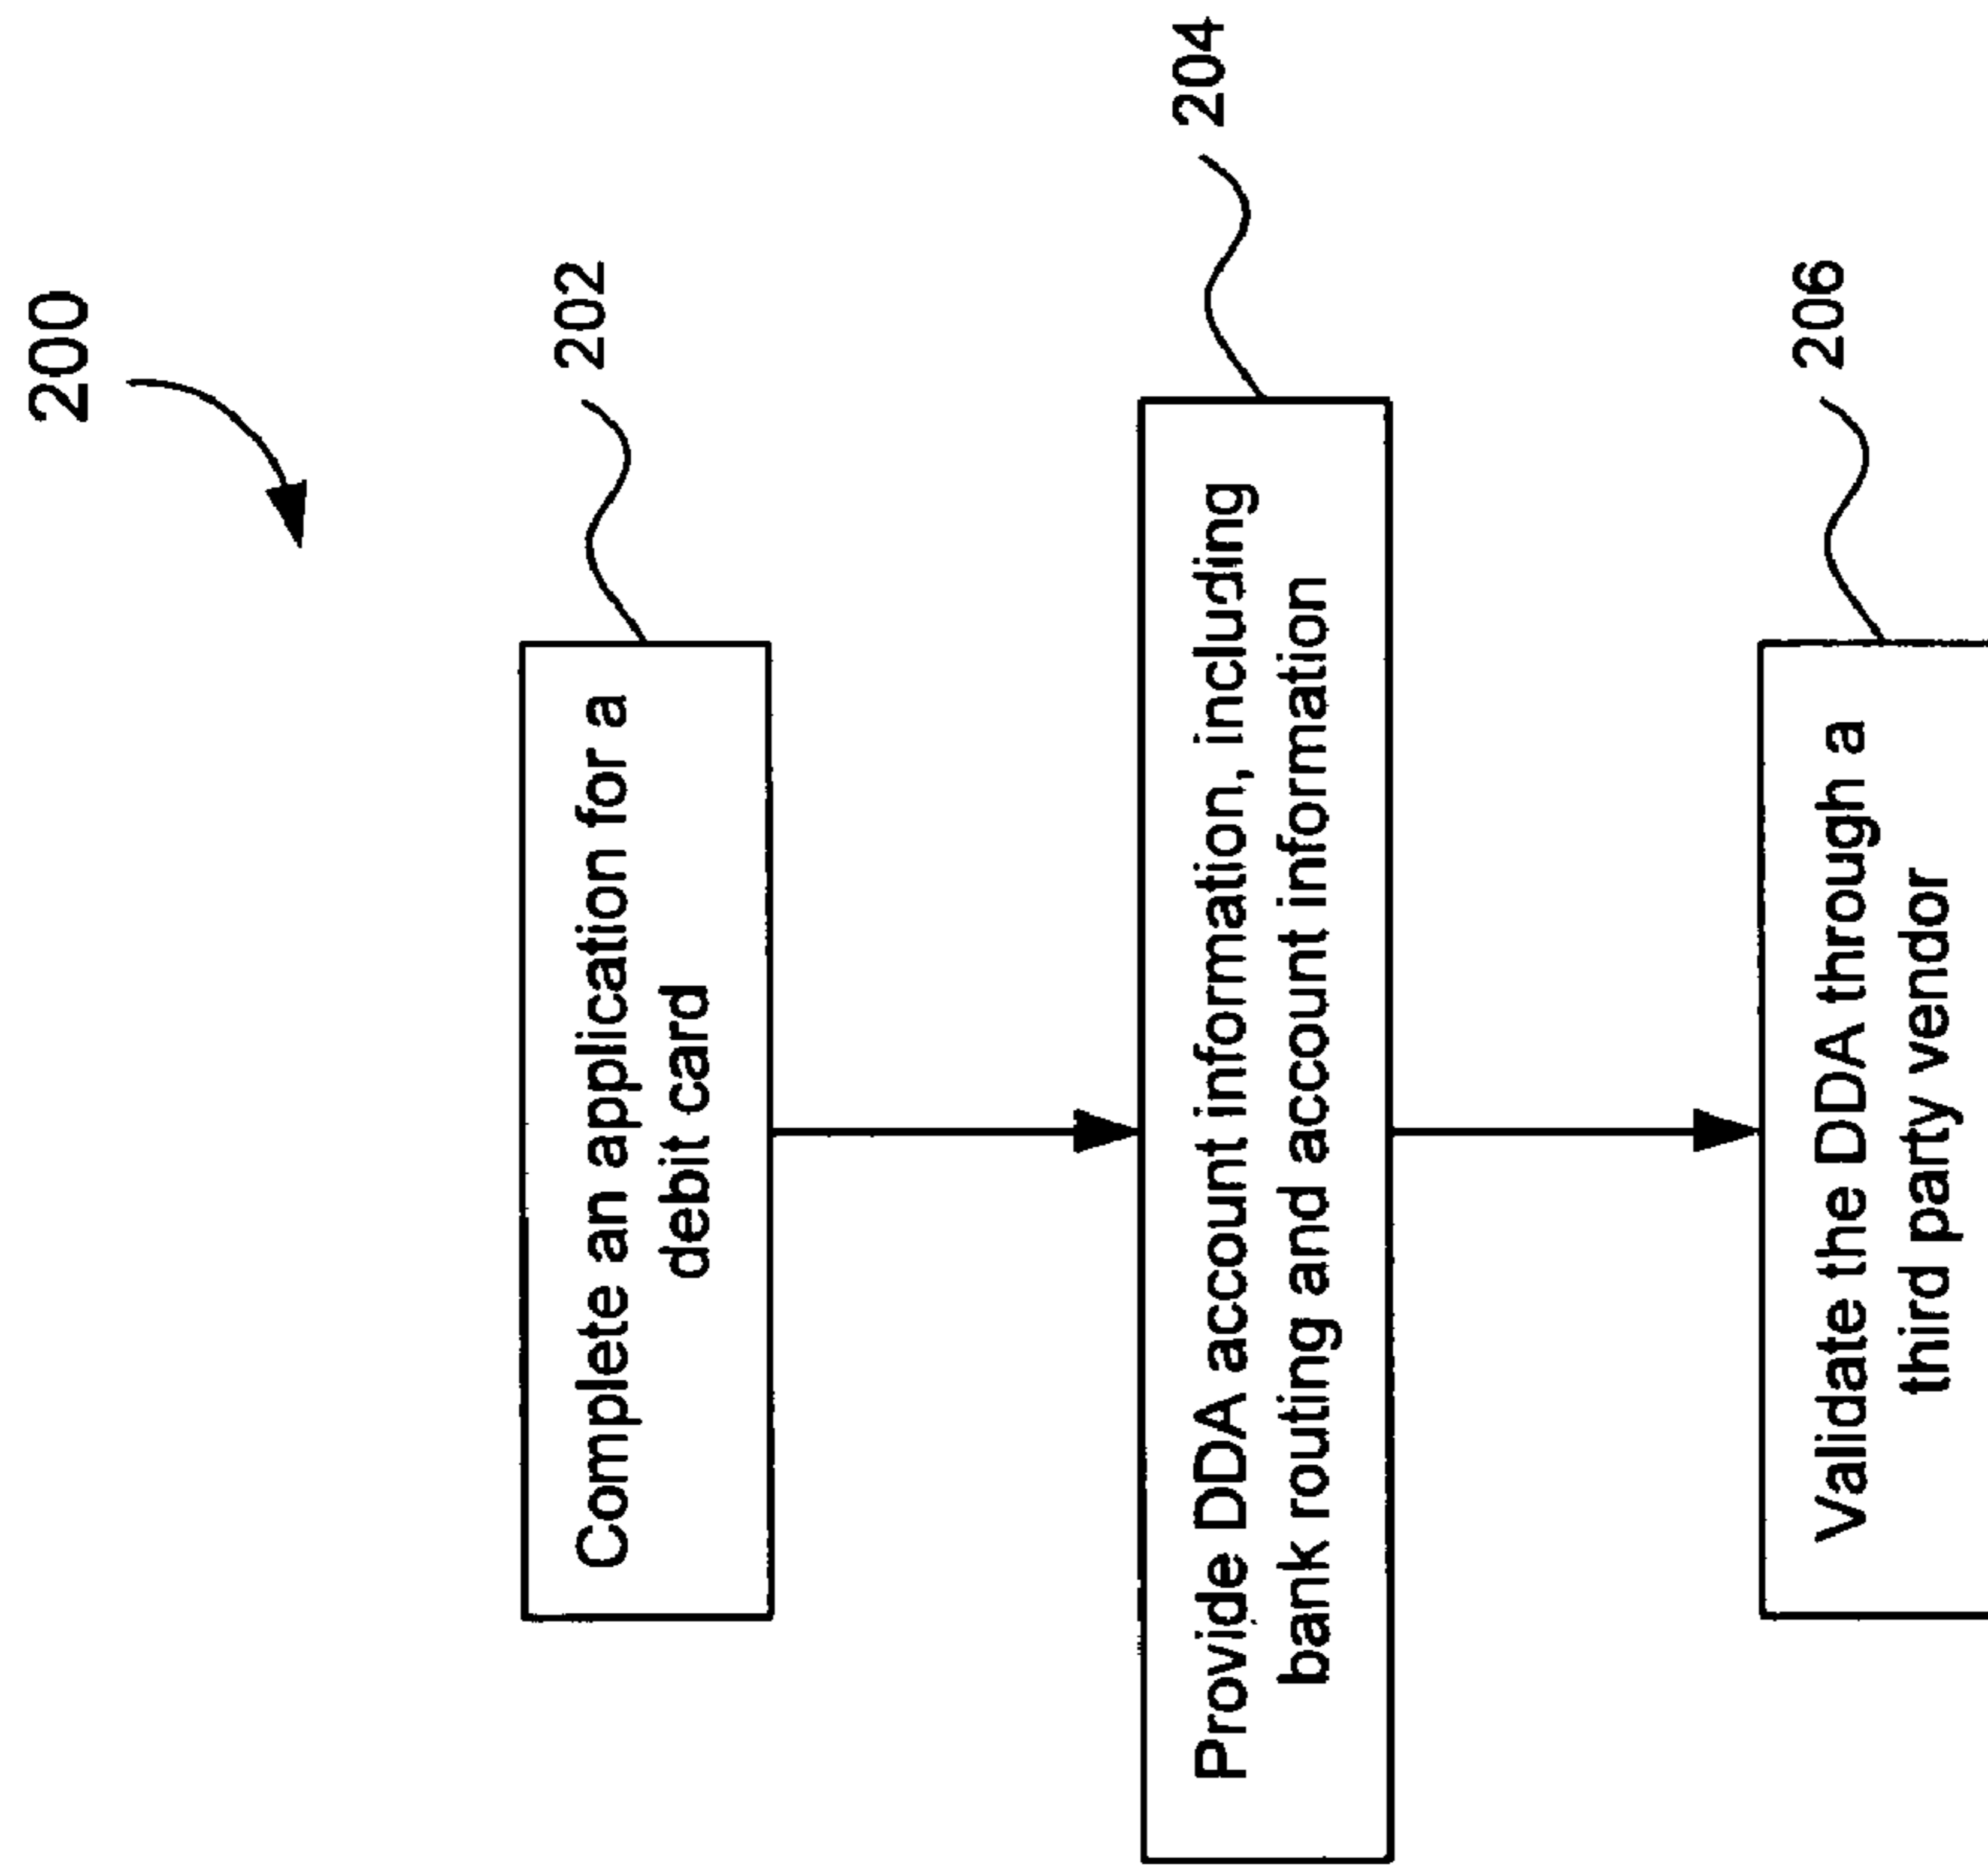 200
Complete an application for a
debit card
202
Provide DDA account information, including
bank routing and account information
204
Validate the DDA through a
third party vendor
206